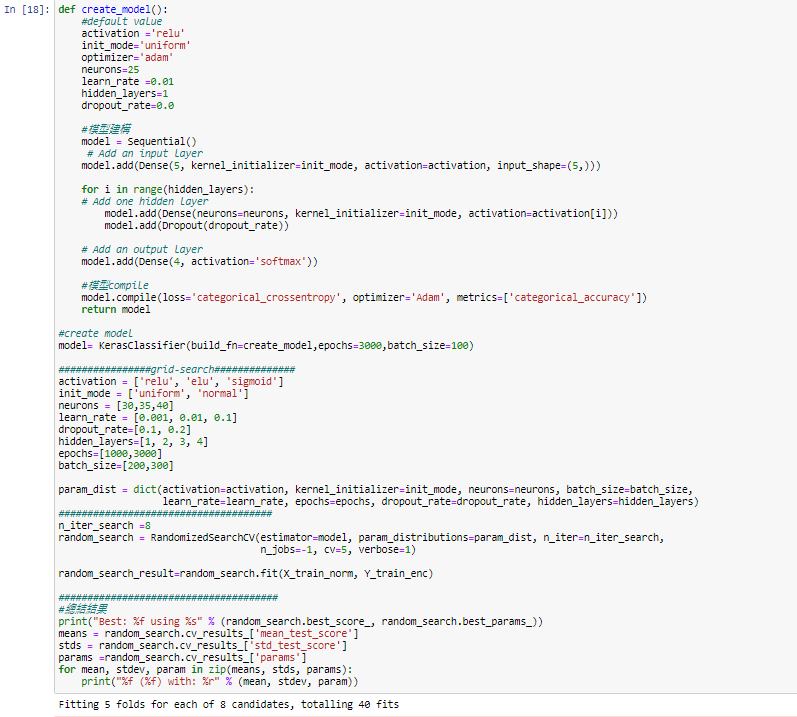 In [18]: def create_model():
    #default value
    activation ='relu'
    init_mode='uniform'
    optimizer='adam'
    neurons=25
    learn_rate =0.01
    hidden_layers=1
    dropout_rate=0.0
    #模型建構
    model = Sequential()
     # Add an input layer
    model.add(Dense(5, kernel_initializer=init_mode, activation=activation, input_shape=(5,)))
    for i in range(hidden_layers):
    # Add one hidden layer
        model.add(Dense(neurons=neurons, kernel_initializer=init_mode, activation=activation[i]))
        model.add(Dropout(dropout_rate))
    # Add an output layer
    model.add(Dense(4, activation='softmax'))
    #模型compile
    model.compile(loss='categorical_crossentropy', optimizer='Adam', metrics=['categorical_accuracy'])
    return model
#create model
model= KerasClassifier(build_fn=create_model,epochs=3000,batch_size=100)
################grid-search##############
activation = ['relu', 'elu', 'sigmoid']
init_mode = ['uniform', 'normal']
neurons = [30,35,40]
learn_rate = [0.001, 0.01, 0.1]
dropout_rate=[0.1, 0.2]
hidden_layers=[1, 2, 3, 4]
epochs=[1000,3000]
batch_size=[200,300]
param_dist = dict(activation=activation, kernel_initializer=init_mode, neurons=neurons, batch_size=batch_size,
                  learn_rate=learn_rate, epochs=epochs, dropout_rate=dropout_rate, hidden_layers=hidden_layers)
#####################################
n_iter_search =8
random_search = RandomizedSearchCV(estimator=model, param_distributions=param_dist, n_iter=n_iter_search,
                                   n_jobs=-1, cv=5, verbose=1)
random_search_result=random_search.fit(X_train_norm, Y_train_enc)
######################################
#總結結果
print("Best: %f using %s" % (random_search.best_score_, random_search.best_params_))
means = random_search.cv_results_['mean_test_score']
stds = random_search.cv_results_['std_test_score']
params =random_search.cv_results_['params']
for mean, stdev, param in zip(means, stds, params):
    print("%f (%f) with: %r" % (mean, stdev, param))
Fitting 5 folds for each of 8 candidates, totalling 40 fits